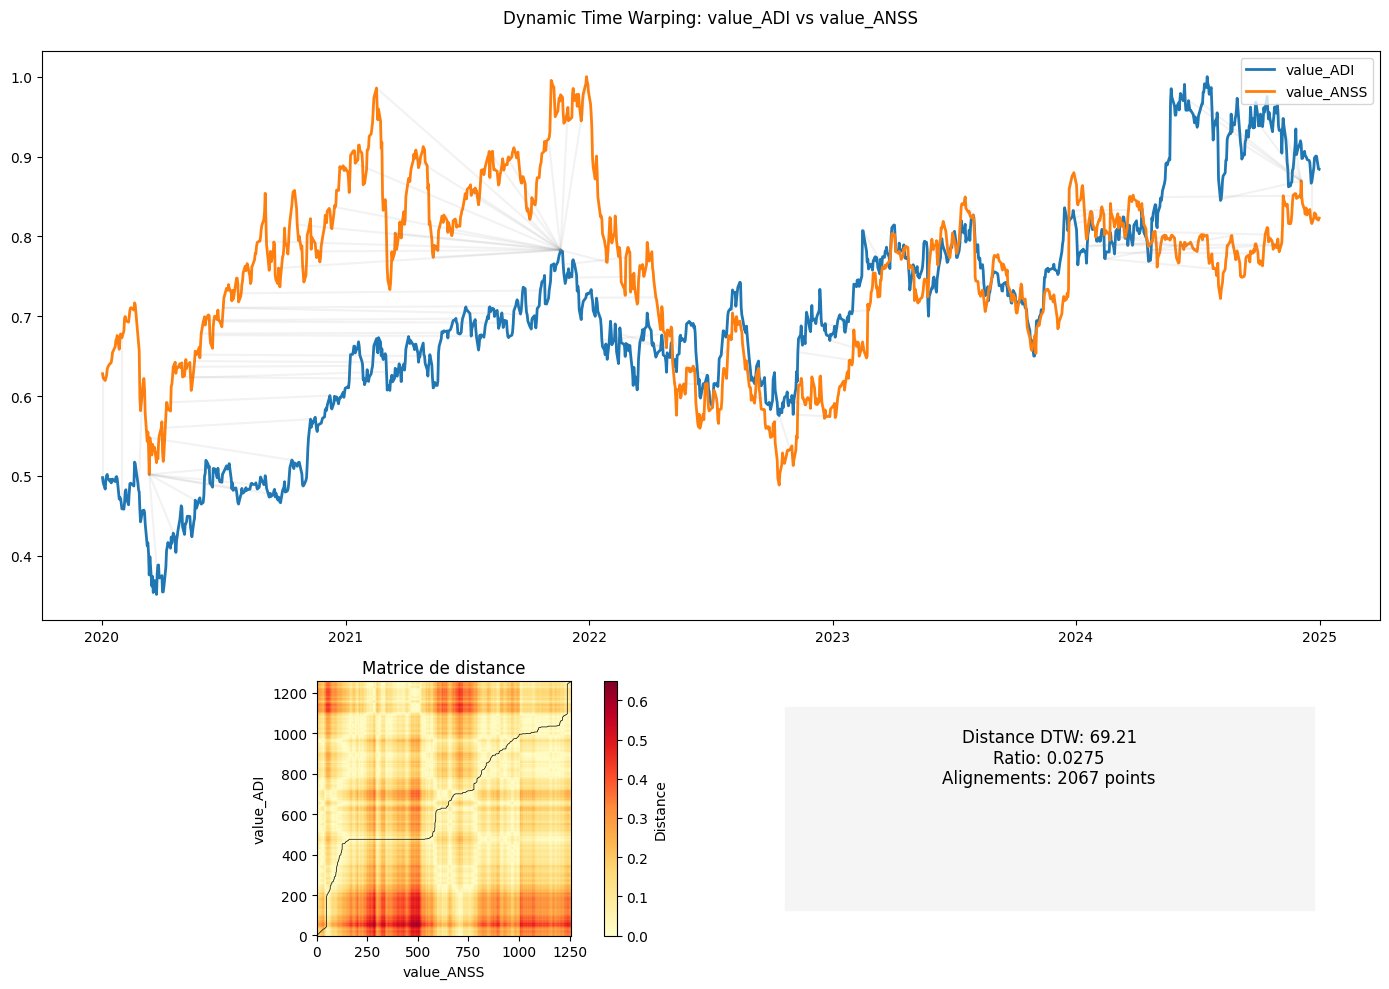 Dynamic Time Warping: value_ADI vs value_ANSS
value_ADI
value_ANSS
1.0
0.9
0.8
0.7
0.6
0.5
0.4
2020 2021 2022 2023 2024 2025
Matrice de distance
value_ADI
1200
1000
800
600
400
200
0
0 250 500 750 1000 1250
value_ANSS
0.6
0.5
0.4
0.3
0.2
0.1
0.0
Distance
Distance DTW: 69.21
Ratio: 0.0275
Alignements: 2067 points